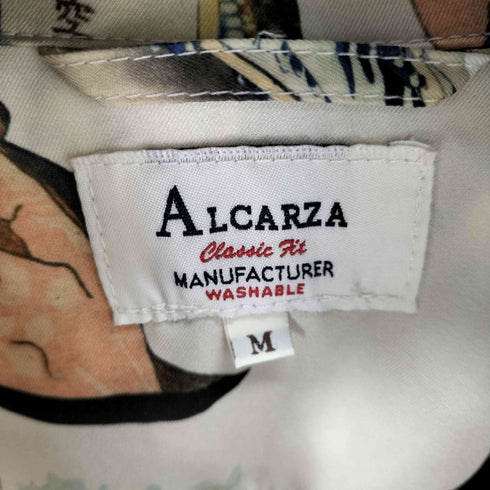 ALCARZA
Classic Fit
MANUFACTURER
WASHABLE
M